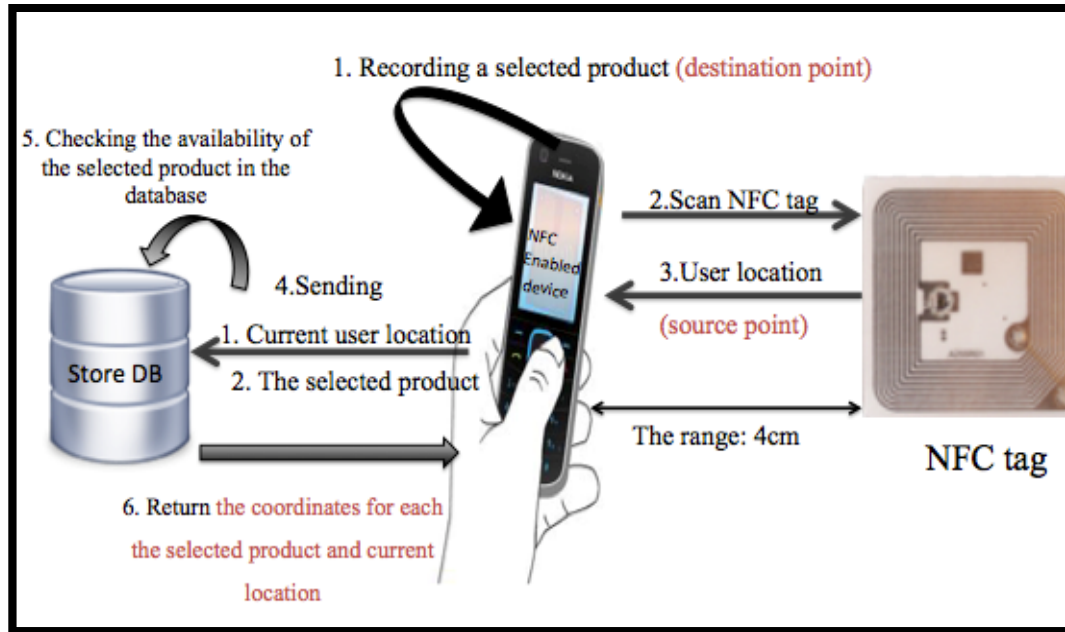 1. Recording a selected product (destination point)
5. Checking the availability of
the selected product in the
database
NOKIA
2.Scan NFC tag
NFC
Enabled
device
3.User location
(source point)
4.Sending
1. Current user location
2. The selected product
Store DB
The range: 4cm
NFC tag
6. Return the coordinates for each
the selected product and current
location